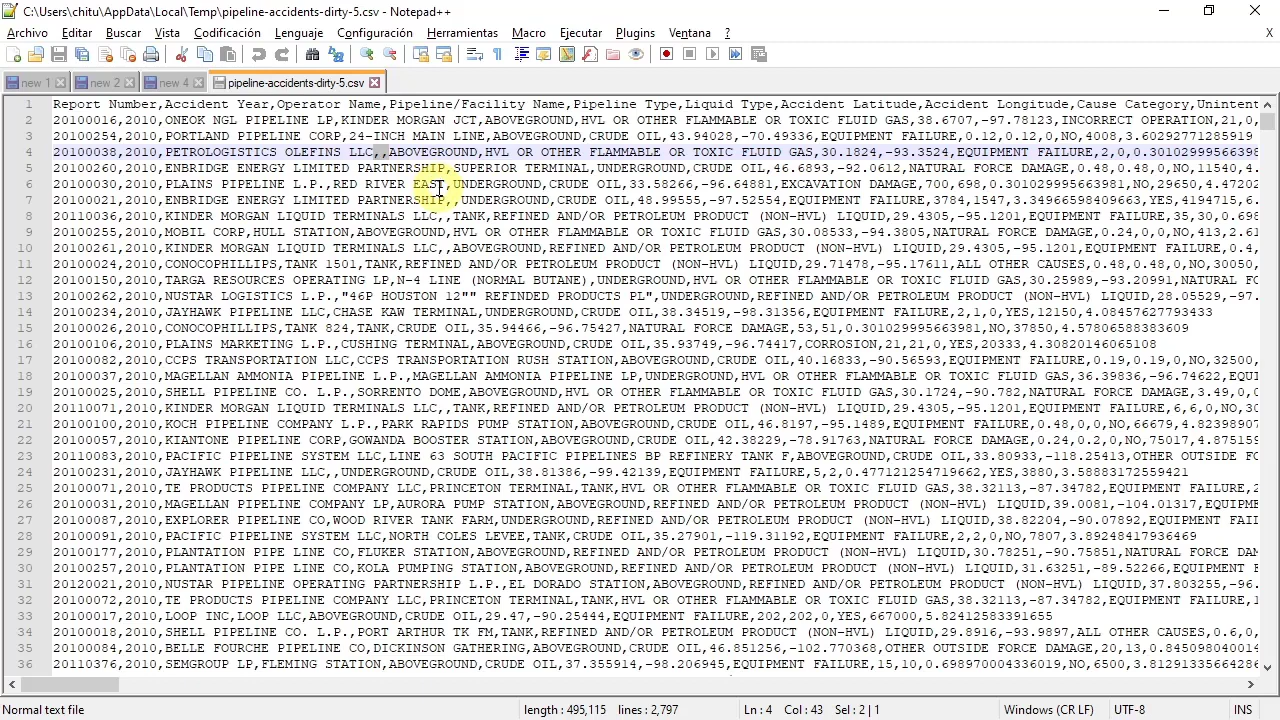 C:\Users\chitu\AppData\Local\Temp\pipeline-accidents-dirty-5.csv - Notepad++
Archivo Editar Buscar Vista Codificación Lenguaje Configuración Herramientas Macro Ejecutar Plugins Ventana ? X
new 1 new 2 new 4 pipeline-accidents-dirty-5.csv
1 Report Number,Accident Year,Operator Name,Pipeline/Facility Name,Pipeline Type,Liquid Type,Accident Latitude,Accident Longitude,Cause Category,Unintent
2 20100016,2010,ONEOK NGL PIPELINE LP,KINDER MORGAN JCT,ABOVEGROUND,HVL OR OTHER FLAMMABLE OR TOXIC FLUID GAS,38.6707,-97.78123,INCORRECT OPERATION,21,0,
3 20100254,2010,PORTLAND PIPELINE CORP,24-INCH MAIN LINE,ABOVEGROUND,CRUDE OIL,43.94028,-70.49336,EQUIPMENT FAILURE,0.12,0.12,0,NO,4008,3.60292771285919
4 20100038,2010,PETROLOGISTICS OLEFINS LLC,,ABOVEGROUND,HVL OR OTHER FLAMMABLE OR TOXIC FLUID GAS,30.1824,-93.3524,EQUIPMENT FAILURE,2,0,0.30102999566398
5 20100260,2010,ENBRIDGE ENERGY LIMITED PARTNERSHIP,SUPERIOR TERMINAL,UNDERGROUND,CRUDE OIL,46.6893,-92.0612,NATURAL FORCE DAMAGE,0.48,0.48,0,NO,11540,4.
6 20100030,2010,PLAINS PIPELINE L.P.,RED RIVER EAST,UNDERGROUND,CRUDE OIL,33.58266,-96.64881,EXCAVATION DAMAGE,700,698,0.301029995663981,NO,29650,4.47202
7 20100021,2010,ENBRIDGE ENERGY LIMITED PARTNERSHIP,,UNDERGROUND,CRUDE OIL,48.99555,-97.52554,EQUIPMENT FAILURE,3784,1547,3.34966598409663,YES,4194715,6.
8 20110036,2010,KINDER MORGAN LIQUID TERMINALS LLC,,TANK,REFINED AND/OR PETROLEUM PRODUCT (NON-HVL) LIQUID,29.4305,-95.1201,EQUIPMENT FAILURE,35,30,0.698
9 20100255,2010,MOBIL CORP,HULL STATION,ABOVEGROUND,HVL OR OTHER FLAMMABLE OR TOXIC FLUID GAS,30.08533,-94.3805,NATURAL FORCE DAMAGE,0.24,0,0,NO,413,2.61
10 20100261,2010,KINDER MORGAN LIQUID TERMINALS LLC,,ABOVEGROUND,REFINED AND/OR PETROLEUM PRODUCT (NON-HVL) LIQUID,29.4305,-95.1201,EQUIPMENT FAILURE,0.4,
11 20100024,2010,CONOCOPHILLIPS,TANK 1501,TANK,REFINED AND/OR PETROLEUM PRODUCT (NON-HVL) LIQUID,29.71478,-95.17611,ALL OTHER CAUSES,0.48,0.48,0,NO,30050,
12 20100150,2010,TARGA RESOURCES OPERATING LP,N-4 LINE (NORMAL BUTANE),UNDERGROUND,HVL OR OTHER FLAMMABLE OR TOXIC FLUID GAS,30.25989,-93.20991,NATURAL FO
13 20100262,2010,NUSTAR LOGISTICS L.P.,"46P HOUSTON 12"" REFINDED PRODUCTS PL",UNDERGROUND,REFINED AND/OR PETROLEUM PRODUCT (NON-HVL) LIQUID,28.05529,-97.
14 20100234,2010,JAYHAWK PIPELINE LLC,CHASE KAW TERMINAL,UNDERGROUND,CRUDE OIL,38.34519,-98.31356,EQUIPMENT FAILURE,2,1,0,YES,12150,4.08457627793433
15 20100026,2010,CONOCOPHILLIPS,TANK 824,TANK,CRUDE OIL,35.94466,-96.75427,NATURAL FORCE DAMAGE,53,51,0.301029995663981,NO,37850,4.57806588383609
16 20100106,2010,PLAINS MARKETING L.P.,CUSHING TERMINAL,ABOVEGROUND,CRUDE OIL,35.93749,-96.74417,CORROSION,21,21,0,YES,20333,4.30820146065108
17 20100082,2010,CCPS TRANSPORTATION LLC,CCPS TRANSPORTATION RUSH STATION,ABOVEGROUND,CRUDE OIL,40.16833,-90.56593,EQUIPMENT FAILURE,0.19,0.19,0,NO,32500,
18 20100037,2010,MAGELLAN AMMONIA PIPELINE L.P.,MAGELLAN AMMONIA PIPELINE LP,UNDERGROUND,HVL OR OTHER FLAMMABLE OR TOXIC FLUID GAS,36.39836,-96.74622,EQUI
19 20100025,2010,SHELL PIPELINE CO. L.P.,SORRENTO DOME,ABOVEGROUND,HVL OR OTHER FLAMMABLE OR TOXIC FLUID GAS,30.1724,-90.782,NATURAL FORCE DAMAGE,3.49,0,0
20 20110071,2010,KINDER MORGAN LIQUID TERMINALS LLC,,TANK,REFINED AND/OR PETROLEUM PRODUCT (NON-HVL) LIQUID,29.4305,-95.1201,EQUIPMENT FAILURE,6,6,0,NO,30
21 20100100,2010,KOCH PIPELINE COMPANY L.P.,PARK RAPIDS PUMP STATION,ABOVEGROUND,CRUDE OIL,46.8197,-95.1489,EQUIPMENT FAILURE,0.48,0,0,NO,66679,4.82398907
22 20100057,2010,KIANTONE PIPELINE CORP,GOWANDA BOOSTER STATION,ABOVEGROUND,CRUDE OIL,42.38229,-78.91763,NATURAL FORCE DAMAGE,0.24,0.2,0,NO,75017,4.875159
23 20110083,2010,PACIFIC PIPELINE SYSTEM LLC,LINE 63 SOUTH PACIFIC PIPELINES BP REFINERY TANK F,ABOVEGROUND,CRUDE OIL,33.80933,-118.25413,OTHER OUTSIDE FO
24 20100231,2010,JAYHAWK PIPELINE LLC,,UNDERGROUND,CRUDE OIL,38.81386,-99.42139,EQUIPMENT FAILURE,5,2,0.477121254719662,YES,3880,3.58883172559421
25 20100071,2010,TE PRODUCTS PIPELINE COMPANY LLC,PRINCETON TERMINAL,TANK,HVL OR OTHER FLAMMABLE OR TOXIC FLUID GAS,38.32113,-87.34782,EQUIPMENT FAILURE,2
26 20100031,2010,MAGELLAN PIPELINE COMPANY LP,AURORA PUMP STATION,ABOVEGROUND,REFINED AND/OR PETROLEUM PRODUCT (NON-HVL) LIQUID,39.0081,-104.01317,EQUIPMEN
27 20100087,2010,EXPLORER PIPELINE CO,WOOD RIVER TANK FARM,UNDERGROUND,REFINED AND/OR PETROLEUM PRODUCT (NON-HVL) LIQUID,38.82204,-90.07892,EQUIPMENT FAIL
28 20100091,2010,PACIFIC PIPELINE SYSTEM LLC,NORTH COLES LEVEE,TANK,CRUDE OIL,35.27901,-119.31192,EQUIPMENT FAILURE,2,2,0,NO,7807,3.89248417936469
29 20100177,2010,PLANTATION PIPE LINE CO,FLUKER STATION,ABOVEGROUND,REFINED AND/OR PETROLEUM PRODUCT (NON-HVL) LIQUID,30.78251,-90.75851,NATURAL FORCE DAM
30 20100257,2010,PLANTATION PIPE LINE CO,KOLA PUMPING STATION,ABOVEGROUND,REFINED AND/OR PETROLEUM PRODUCT (NON-HVL) LIQUID,31.63251,-89.52266,EQUIPMENT E
31 20120021,2010,NUSTAR PIPELINE OPERATING PARTNERSHIP L.P.,EL DORADO STATION,ABOVEGROUND,REFINED AND/OR PETROLEUM PRODUCT (NON-HVL) LIQUID,37.803255,-96.
32 20100072,2010,TE PRODUCTS PIPELINE COMPANY LLC,PRINCETON TERMINAL,TANK,HVL OR OTHER FLAMMABLE OR TOXIC FLUID GAS,38.32113,-87.34782,EQUIPMENT FAILURE,1
33 20100017,2010,LOOP INC,LOOP LLC,ABOVEGROUND,CRUDE OIL,29.47,-90.25444,EQUIPMENT FAILURE,202,202,0,YES,667000,5.82412583391655
34 20100018,2010,SHELL PIPELINE CO. L.P.,PORT ARTHUR TK FM,TANK,REFINED AND/OR PETROLEUM PRODUCT (NON-HVL) LIQUID,29.8916,-93.9897,ALL OTHER CAUSES,0.6,0,
35 20100084,2010,BELLE FOURCHE PIPELINE CO,DICKINSON GATHERING,ABOVEGROUND,CRUDE OIL,46.851256,-102.770368,OTHER OUTSIDE FORCE DAMAGE,20,13,0.845098040014
36 20110376,2010,SEMGROUP LP,FLEMING STATION,ABOVEGROUND,CRUDE OIL,37.355914,-98.206945,EQUIPMENT FAILURE,15,10,0.698970004336019,NO,6500,3.81291335664286
Normal text file length : 495,115 lines : 2,797 Ln : 4 Col : 43 Sel : 2 | 1 Windows (CR LF) UTF-8 INS